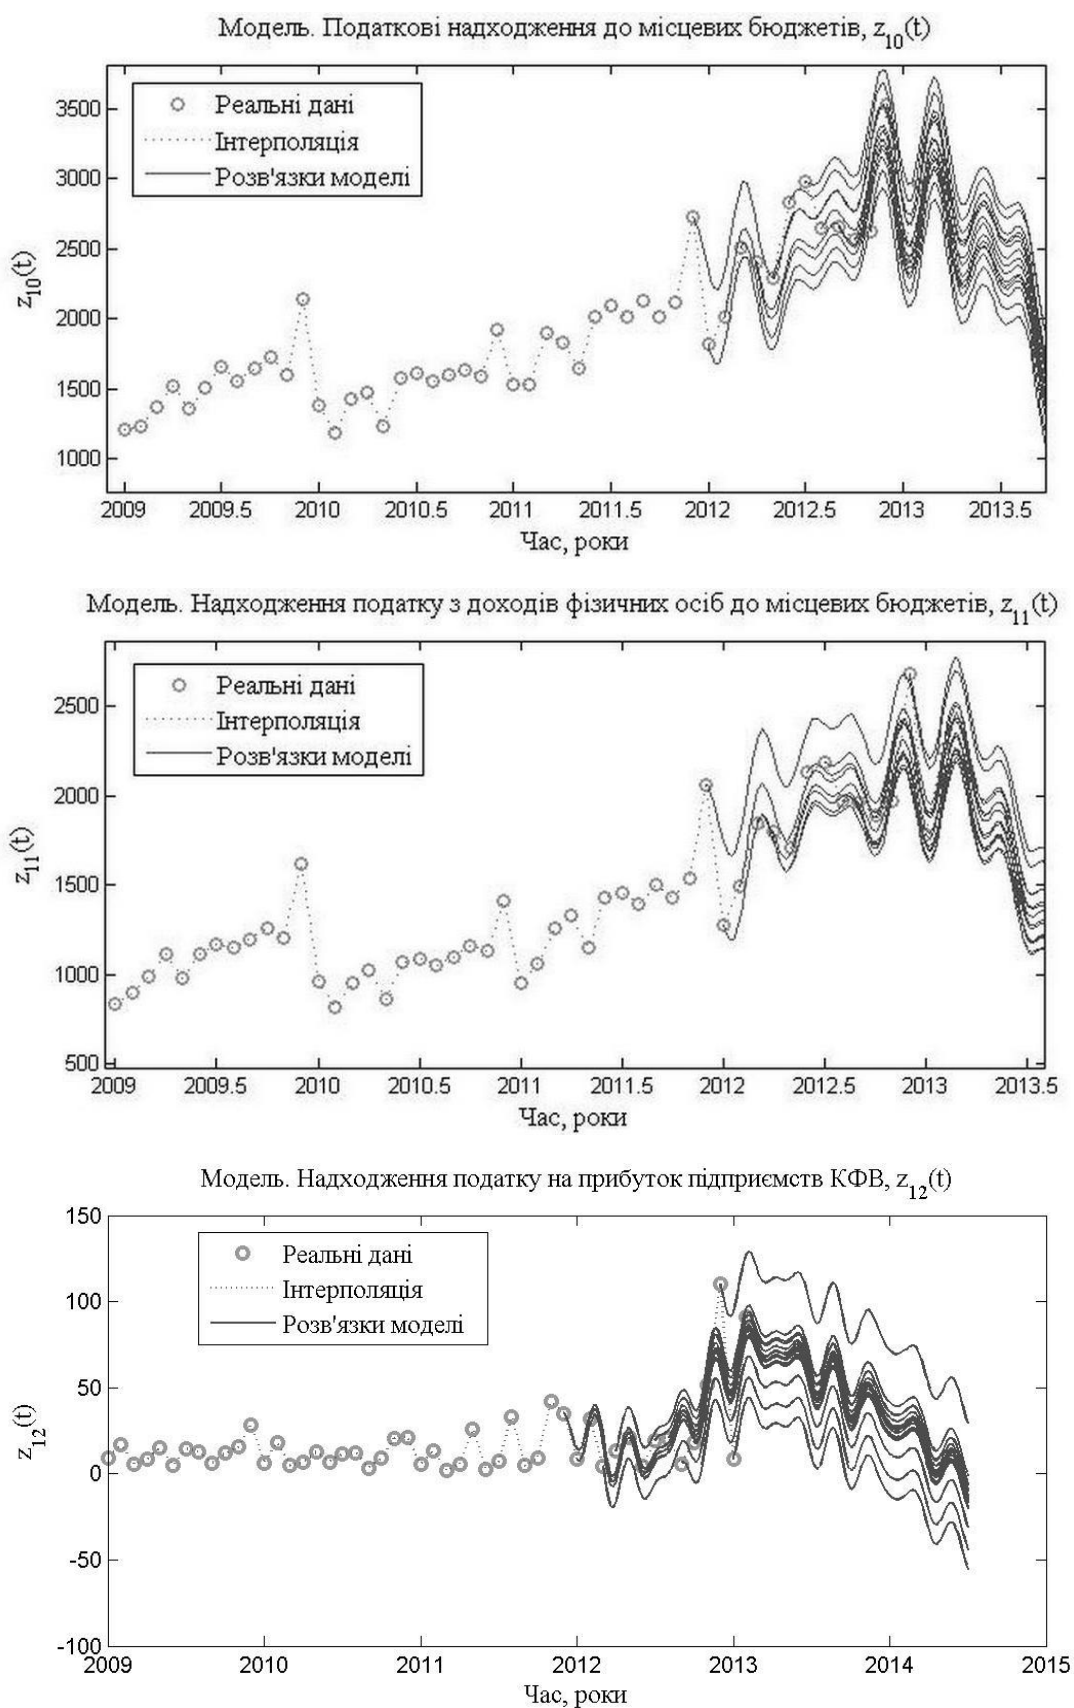 Модель. Податкові надходження до місцевих бюджетів, z10(t)
Реальні дані
Інтерполяція
Розв'язки моделі
3500
3000
2500
2000
1500
1000
z10(t)
2009 2009.5 2010 2010.5 2011 2011.5 2012 2012.5 2013 2013.5
Час, роки
Модель. Надходження податку з доходів фізичних осіб до місцевих бюджетів, z11(t)
Реальні дані
Інтерполяція
Розв'язки моделі
2500
2000
1500
1000
500
z11(t)
2009 2009.5 2010 2010.5 2011 2011.5 2012 2012.5 2013 2013.5
Час, роки
Модель. Надходження податку на прибуток підприємств КФВ, z12(t)
Реальні дані
Інтерполяція
Розв'язки моделі
150
100
50
0
-50
-100
z12(t)
2009 2010 2011 2012 2013 2014 2015
Час, роки